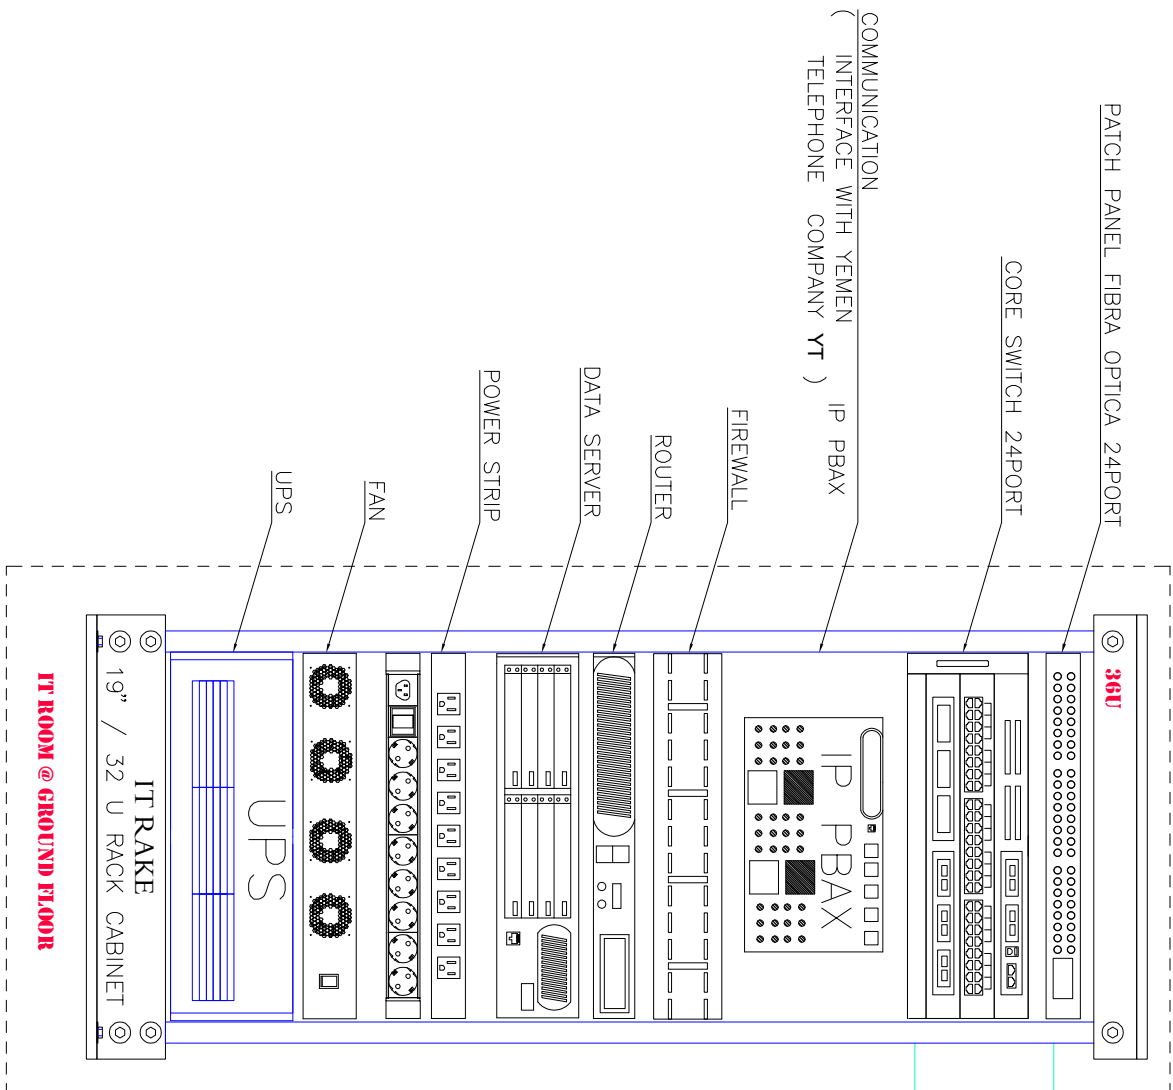 PATCH PANEL FIBRA OPTICA 24PORT
CORE SWITCH 24PORT
COMMUNICATION
( INTERFACE WITH YEMEN
TELEPHONE COMPANY YT )
IP PBAX
FIREWALL
ROUTER
DATA SERVER
POWER STRIP
FAN
UPS
36U
IP PBAX
UPS
IT RAKE
19" / 32 U RACK CABINET
IT ROOM @ GROUND FLOOR